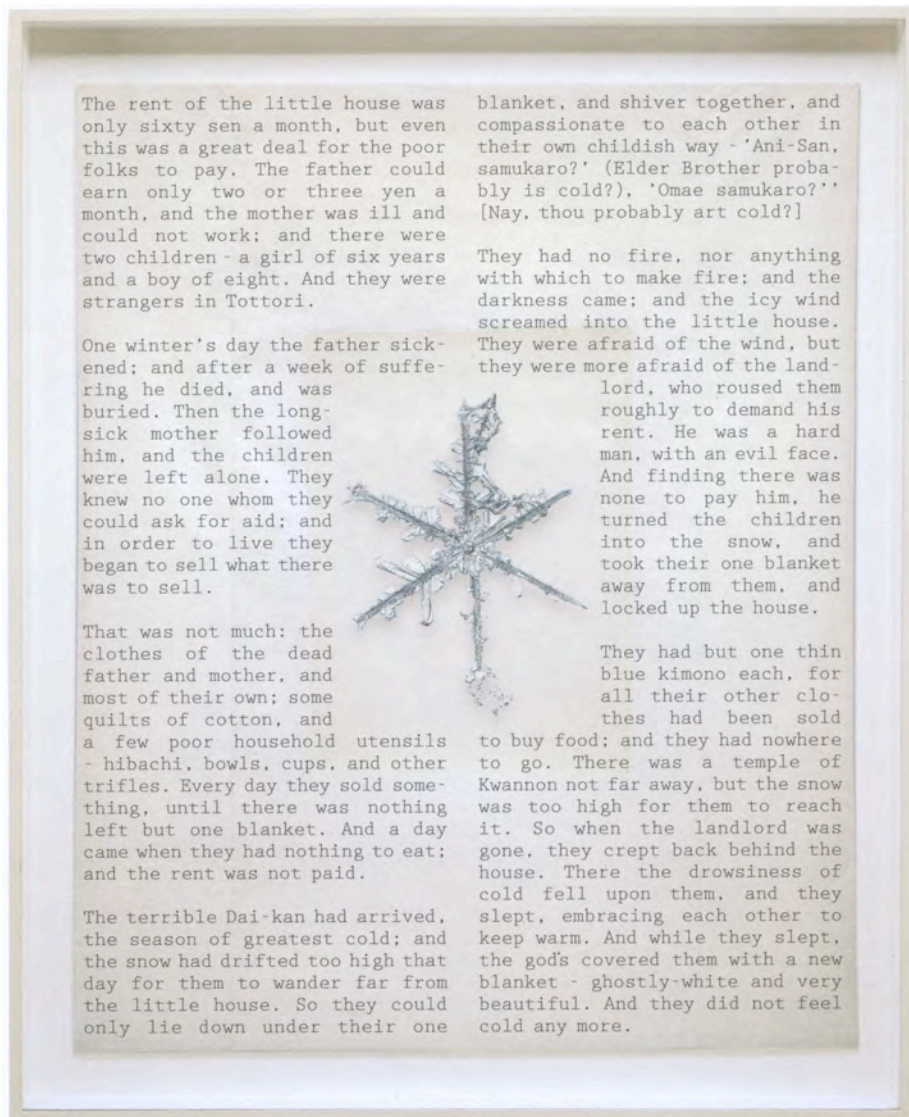 The rent of the little house was
only sixty sen a month, but even
this was a great deal for the poor
folks to pay. The father could
earn only two or three yen a
month, and the mother was ill and
could not work; and there were
two children - a girl of six years
and a boy of eight. And they were
strangers in Tottori.
One winter's day the father sick-
ened; and after a week of suffe-
ring he died, and was
buried. Then the long-
sick mother followed
him, and the children
were left alone. They
knew no one whom they
could ask for aid; and
in order to live they
began to sell what there
was to sell.
That was not much: the
clothes of the dead
father and mother, and
most of their own; some
quilts of cotton, and
a few poor household utensils
- hibachi, bowls, cups, and other
trifles. Every day they sold some-
thing, until there was nothing
left but one blanket. And a day
came when they had nothing to eat;
and the rent was not paid.
The terrible Dai-kan had arrived,
the season of greatest cold; and
the snow had drifted too high that
day for them to wander far from
the little house. So they could
only lie down under their one
blanket, and shiver together, and
compassionate to each other in
their own childish way - 'Ani-San,
samukaro?' (Elder Brother proba-
bly is cold?), 'Omae samukaro?''
[Nay, thou probably art cold?]
They had no fire, nor anything
with which to make fire; and the
darkness came; and the icy wind
screamed into the little house.
They were afraid of the wind, but
they were more afraid of the land-
lord, who roused them
roughly to demand his
rent. He was a hard
man, with an evil face.
And finding there was
none to pay him, he
turned the children
into the snow, and
took their one blanket
away from them, and
locked up the house.
They had but one thin
blue kimono each, for
all their other clo-
thes had been sold
to buy food; and they had nowhere
to go. There was a temple of
Kwannon not far away, but the snow
was too high for them to reach
it. So when the landlord was
gone, they crept back behind the
house. There the drowsiness of
cold fell upon them, and they
slept, embracing each other to
keep warm. And while they slept,
the god's covered them with a new
blanket - ghostly-white and very
beautiful. And they did not feel
cold any more.